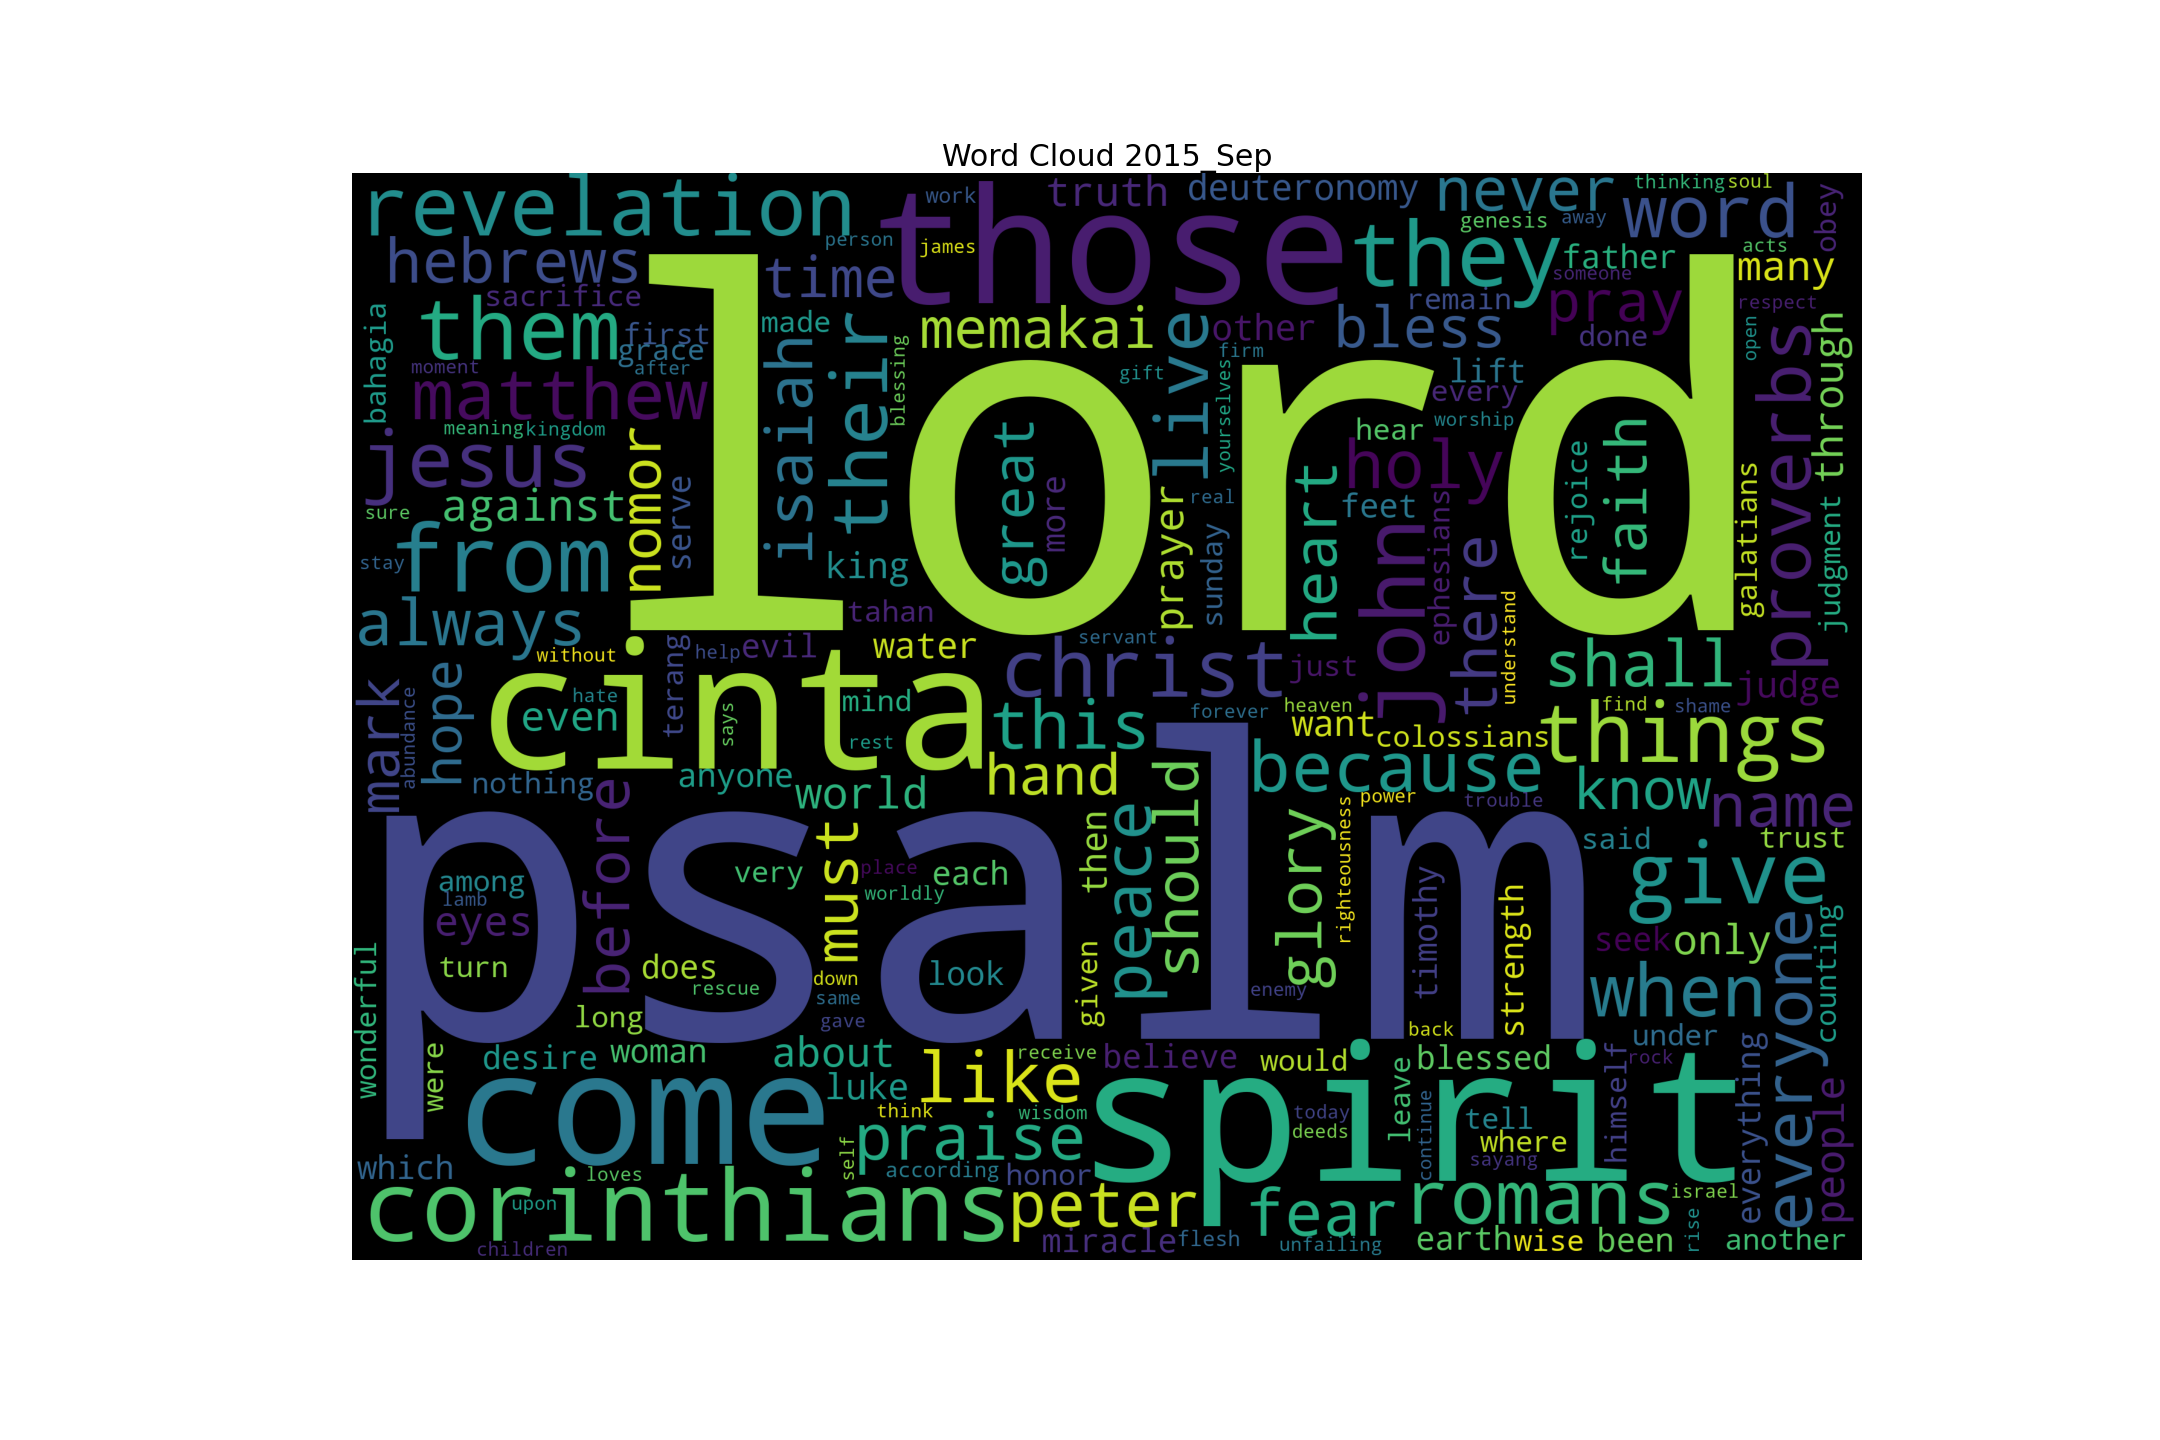 Word Cloud 2015_Sep
revelation
those
work
truth
deuteronomy
never
thinking
soul
word
obey
hebrews
person
james
time
they
genesis
away
father
someone
acts
many
sacrifice
them
first
grace
after
made
their
memakai
live
other
bless
remain
pray
done
respect
open
through
bahagia
moment
matthew
isaiah
blessing
lord
gift
firm
yourselves
lift
every
worship
hear
proverbs
meaning
kingdom
jesus
nomor
great
more
real
heart
holy
rejoice
faith
galatians
judgment
sure
against
serve
prayer
sunday
feet
ephesians
john
there
understand
stay
from
king
always
tahan
terang
help
evil
water
servant
christ
just
shall
judge
without
cinta
hate
even
says
mind
rest
this
forever
heaven
want
colossians
things
find
shame
mark
abundance
hope
nothing
anyone
world
hand
because
know
name
before
must
psalm
then
peace
should
glory
righteousness
power
trouble
said
trust
among
lamb
eyes
turn
very
place
worldly
each
does
rescue
down
look
same
gave
given
enemy
timothy
strength
give
seek
only
counting
everyone
when
wonderful
long
back
under
were
desire
woman
about
like
receive
believe
would
blessed
himself
rock
come
luke
think
wisdom
spirit
today
deeds
leave
continue
tell
where
sayang
everything
people
praise
self
which
loves
according
honor
corinthians
upon
peter
fear
romans
israel
children
miracle
flesh
unfailing
earth
wise
been
rise
another